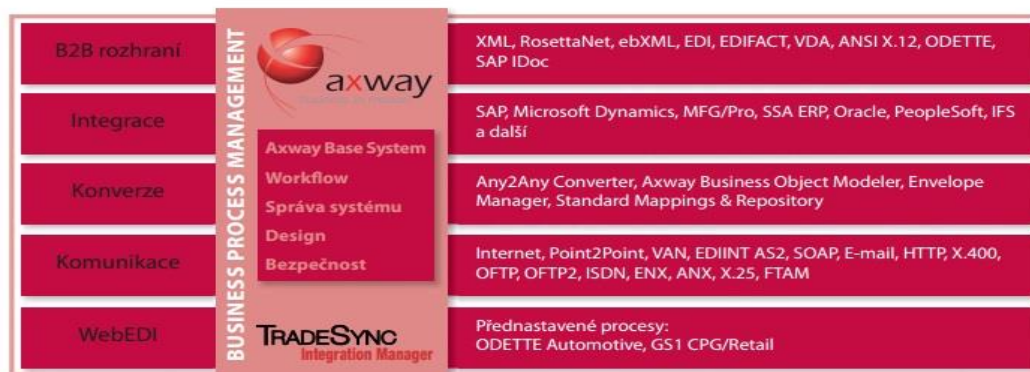 B2B rozhraní
Integrace
Konverze
Komunikace
WebEDI
BUSINESS PROCESS MANAGEMENT
axway
Axway Base System
Workflow
Správa systému
Design
Bezpečnost
TRADESYNC
Integration Manager
XML, RosettaNet, ebXML, EDI, EDIFACT, VDA, ANSI X.12, ODETTE,
SAP IDoc
SAP, Microsoft Dynamics, MFG/Pro, SSA ERP, Oracle, PeopleSoft, IFS
a další
Any2Any Converter, Axway Business Object Modeler, Envelope
Manager, Standard Mappings & Repository
Internet, Point2Point, VAN, EDIINT AS2, SOAP, E-mail, HTTP, X.400,
OFTP, OFTP2, ISDN, ENX, ANX, X.25, FTAM
Přednastavené procesy:
ODETTE Automotive, GS1 CPG/Retail